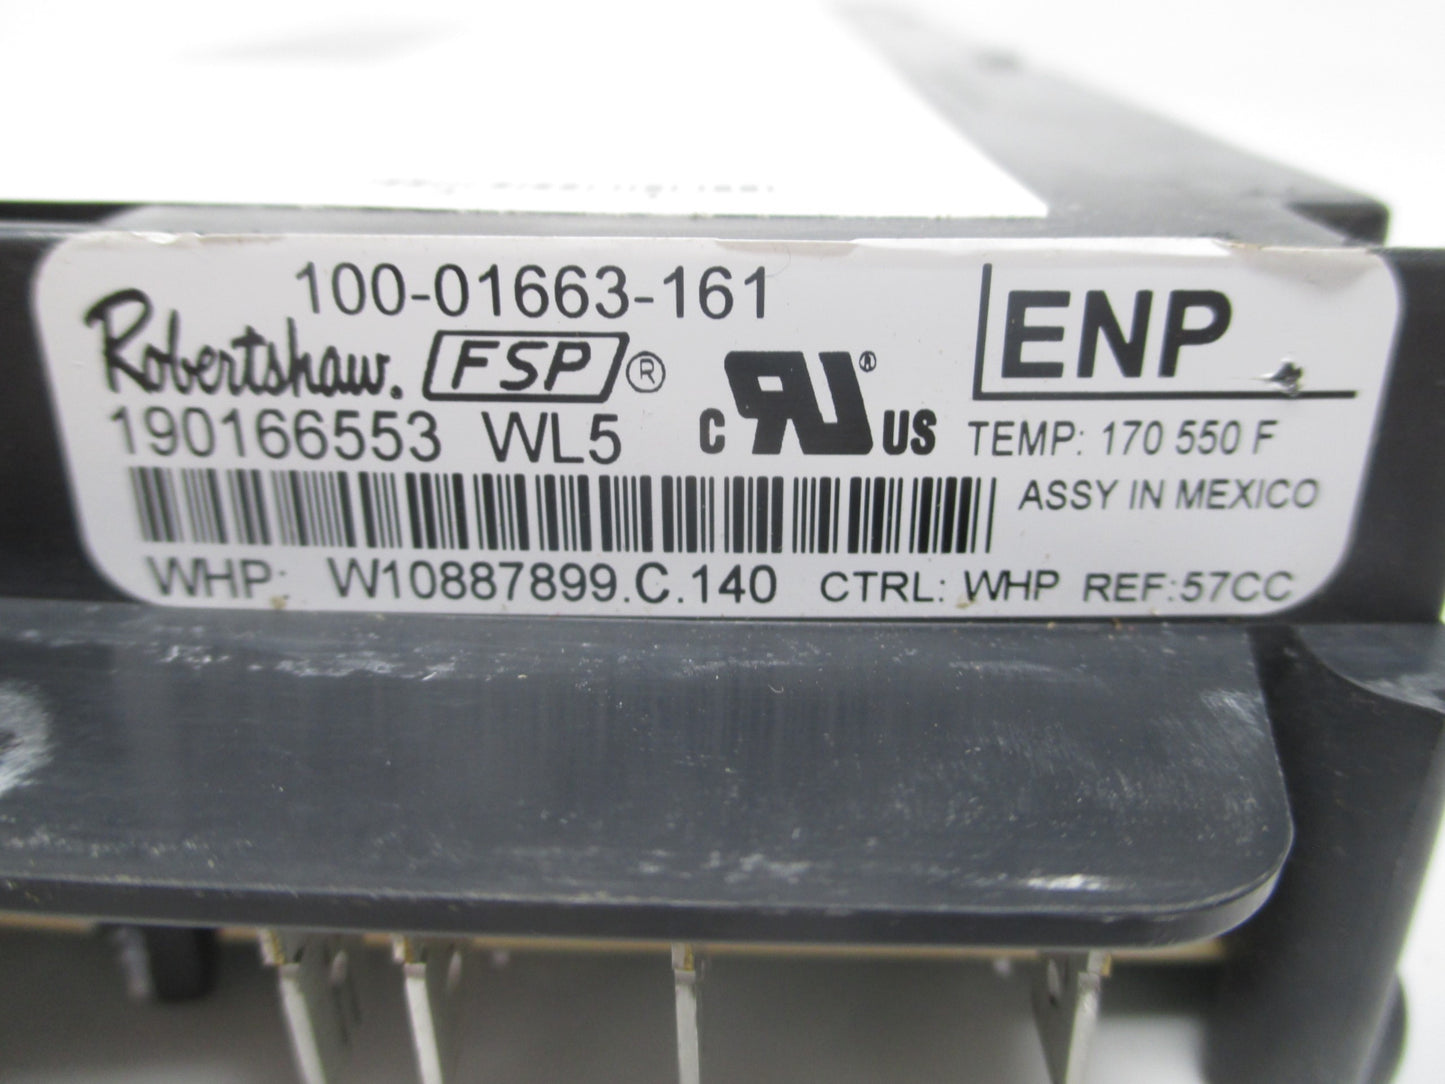 100-01663-161
Robertshaw. FSP®
ENP
190166553 WL5
c RU® US
TEMP: 170 550 F
ASSY IN MEXICO
WHP: W10887899.C.140 CTRL: WHP REF:57CC